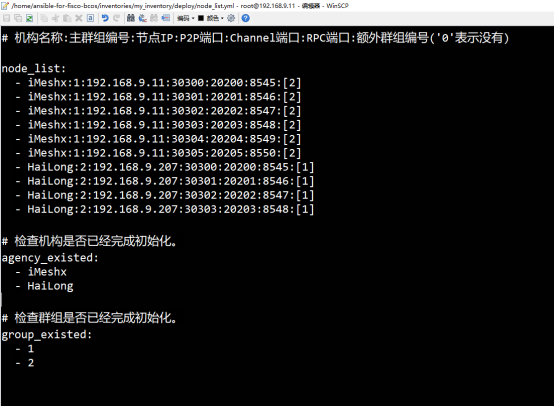 /home/ansible-for-fisco-bcos/inventories/my_inventory/deploy/node_list.yml - root@192.168.9.11 - 编辑器 - WinSCP
编码 颜色
# 机构名称:主群组编号:节点IP:P2P端口:Channel端口:RPC端口:额外群组编号('0'表示没有)
node_list:
- iMeshx:1:192.168.9.11:30300:20200:8545:[2]
- iMeshx:1:192.168.9.11:30301:20201:8546:[2]
- iMeshx:1:192.168.9.11:30302:20202:8547:[2]
- iMeshx:1:192.168.9.11:30303:20203:8548:[2]
- iMeshx:1:192.168.9.11:30304:20204:8549:[2]
- iMeshx:1:192.168.9.11:30305:20205:8550:[2]
- HaiLong:2:192.168.9.207:30300:20200:8545:[1]
- HaiLong:2:192.168.9.207:30301:20201:8546:[1]
- HaiLong:2:192.168.9.207:30302:20202:8547:[1]
- HaiLong:2:192.168.9.207:30303:20203:8548:[1]
# 检查机构是否已经完成初始化。
agency_existed:
- iMeshx
- HaiLong
# 检查群组是否已经完成初始化。
group_existed:
- 1
- 2